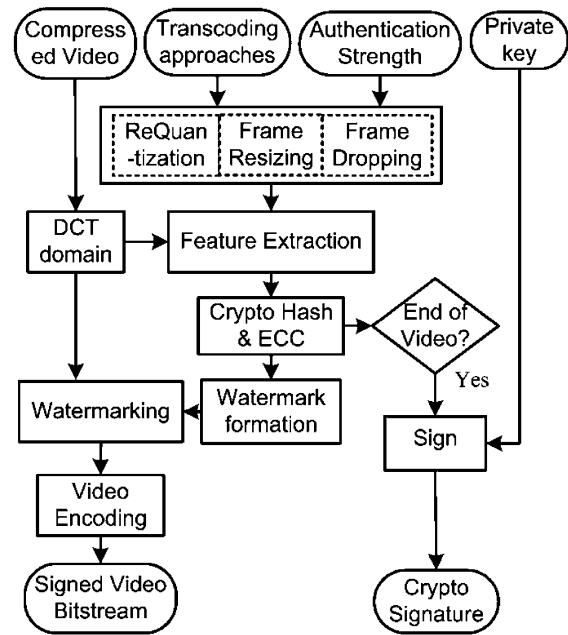 Compress
ed Video
Transcoding
approaches
Authentication
Strength
Private
key
ReQuan
-tization
Frame
Resizing
Frame
Dropping
DCT
domain
Feature Extraction
Crypto Hash
& ECC
End of
Video?
Yes
Watermarking
Watermark
formation
Sign
Video
Encoding
Signed Video
Bitstream
Crypto
Signature